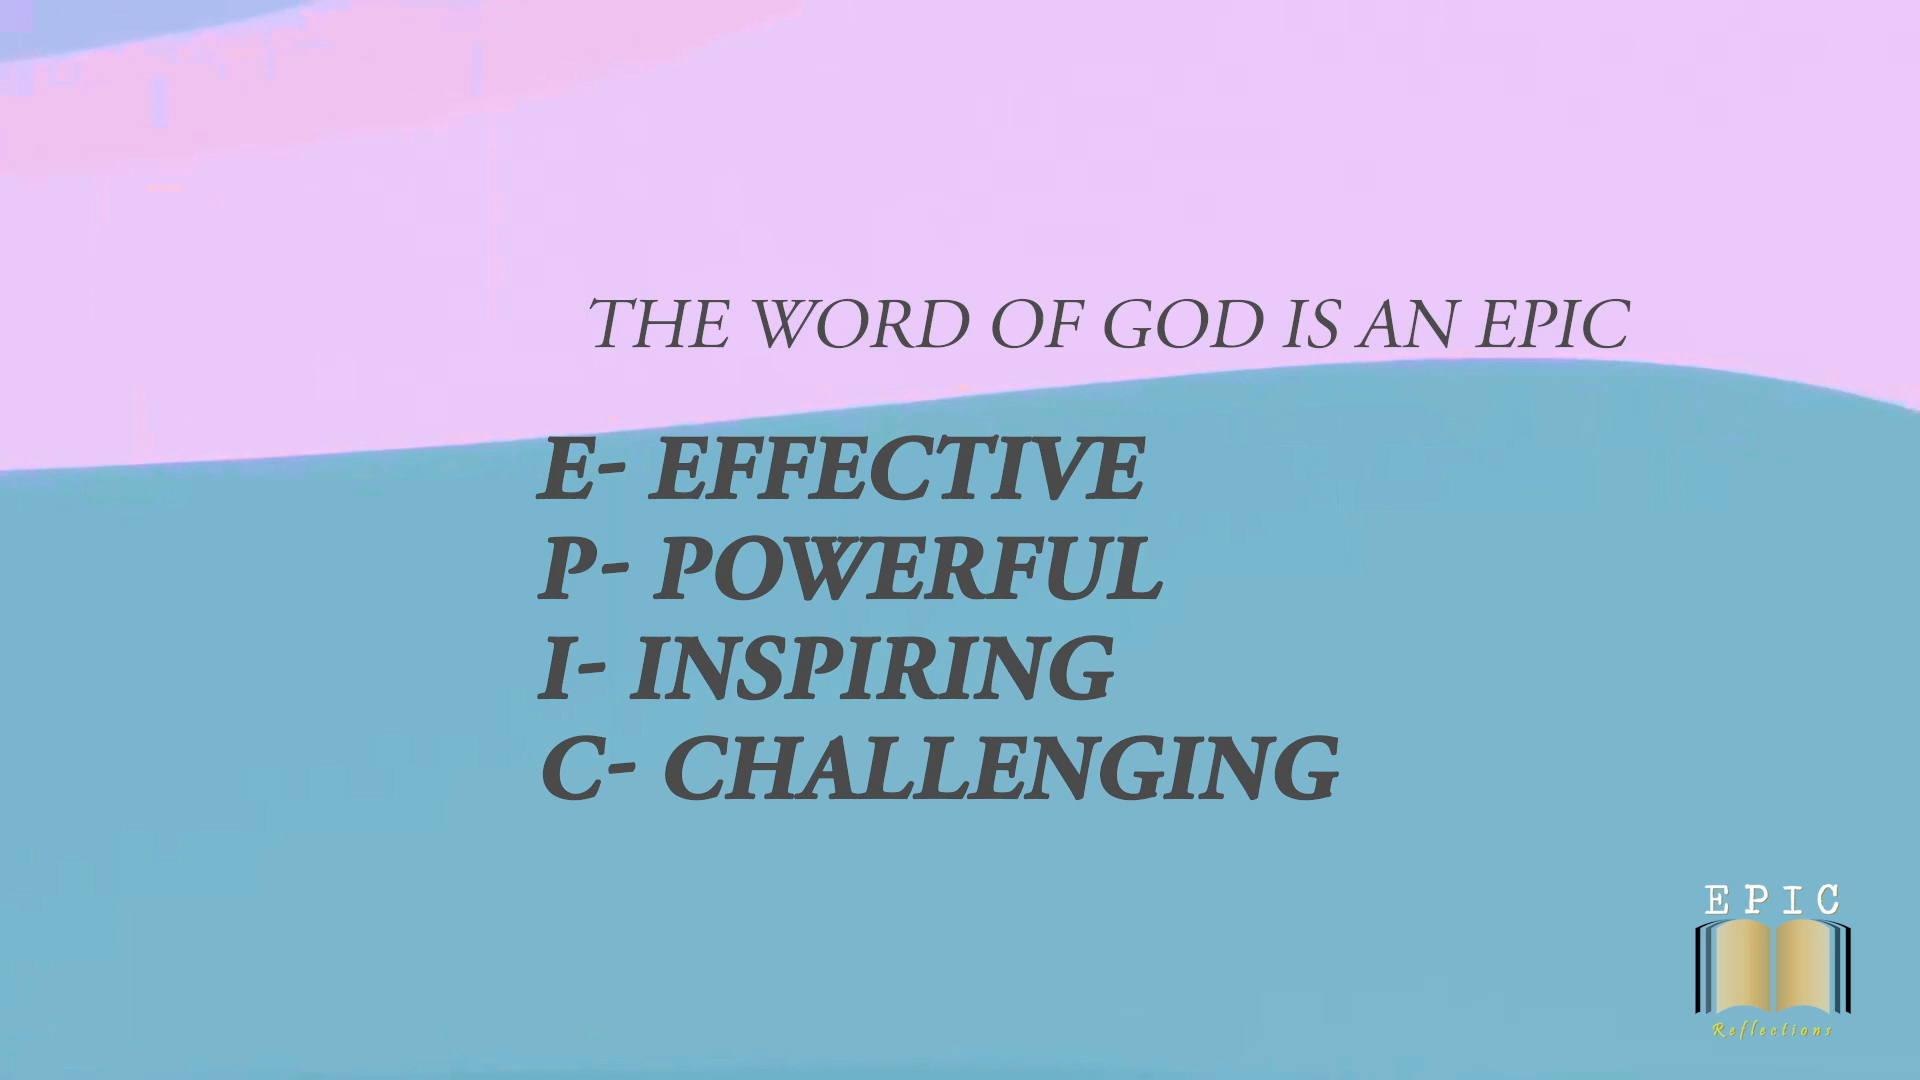 THE WORD OF GOD IS AN EPIC
E- EFFECTIVE
P- POWERFUL
I- INSPIRING
C- CHALLENGING
EPIC
Reflections